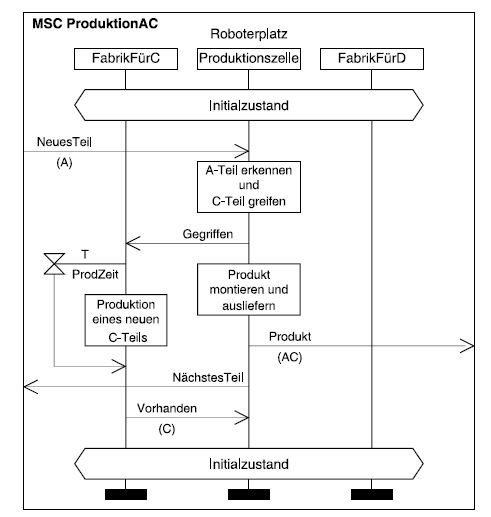 MSC ProduktionAC
Roboterplatz
FabrikFürC
Produktionszelle
FabrikFürD
Initialzustand
NeuesTeil
(A)
A-Teil erkennen
und
C-Teil greifen
Gegriffen
T
ProdZeit
Produkt
montieren und
ausliefern
Produktion
eines neuen
C-Teils
Produkt
(AC)
NächstesTeil
Vorhanden
(C)
Initialzustand